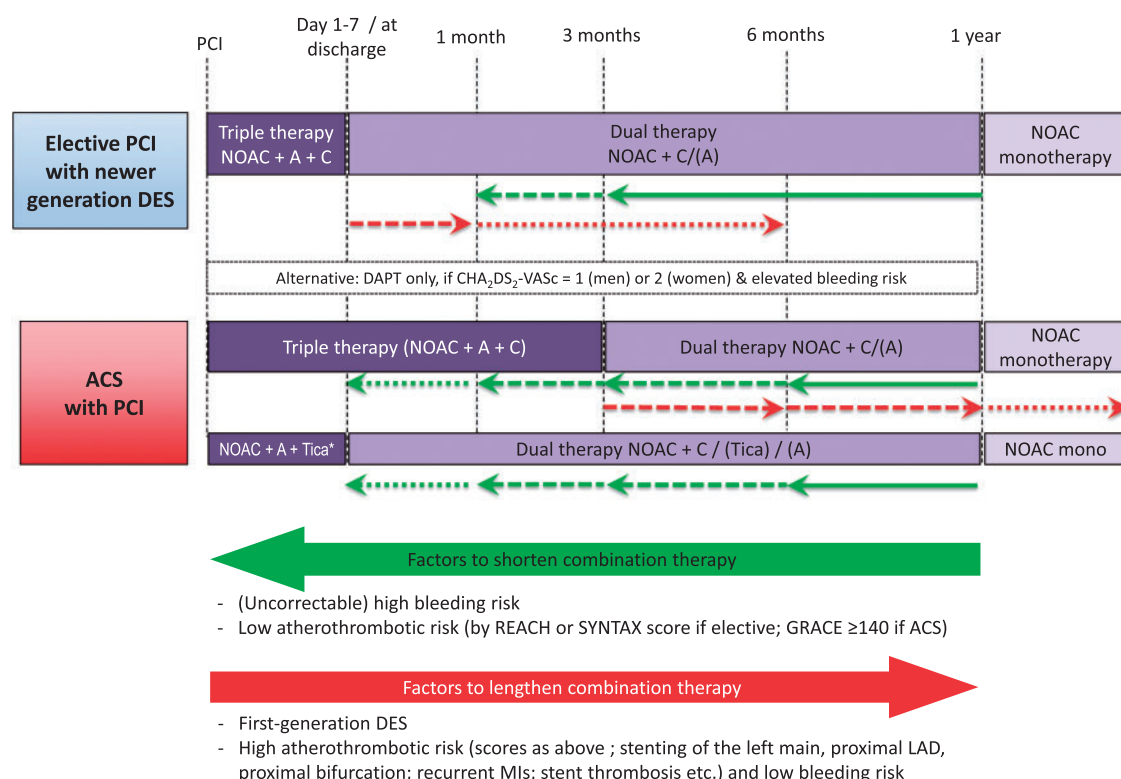 PCI
Day 1-7 / at
discharge
1 month
3 months
6 months
1 year
Elective PCI
with newer
generation DES
Triple therapy
NOAC + A + C
Dual therapy
NOAC + C/(A)
NOAC
monotherapy
Alternative: DAPT only, if CHA₂DS₂-VASc = 1 (men) or 2 (women) & elevated bleeding risk
ACS
with PCI
Triple therapy (NOAC + A + C)
Dual therapy NOAC + C/(A)
NOAC
monotherapy
NOAC + A + Tica*
Dual therapy NOAC + C / (Tica) / (A)
NOAC mono
Factors to shorten combination therapy
- (Uncorrectable) high bleeding risk
- Low atherothrombotic risk (by REACH or SYNTAX score if elective; GRACE ≥140 if ACS)
Factors to lengthen combination therapy
- First-generation DES
- High atherothrombotic risk (scores as above ; stenting of the left main, proximal LAD,
proximal bifurcation; recurrent MIs; stent thrombosis etc.) and low bleeding risk